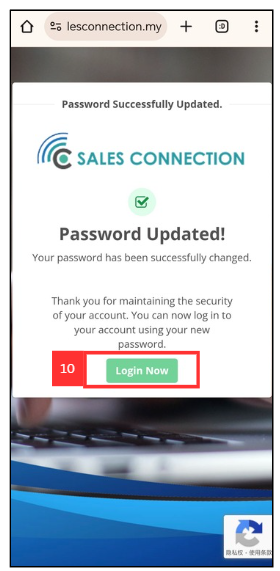 lesconnection.my
:D
Password Successfully Updated.
SALES CONNECTION
Password Updated!
Your password has been successfully changed.
Thank you for maintaining the security
of your account. You can now log in to
your account using your new
password.
10
Login Now
隐私权 - 使用条款